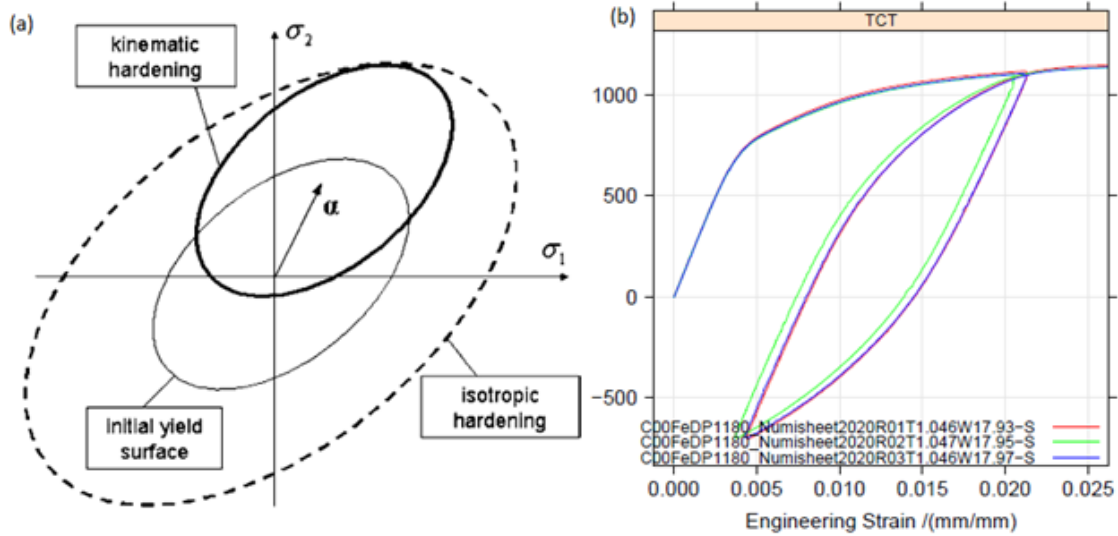 (a)
kinematic
hardening
σ₂
α
σ₁
initial yield
surface
isotropic
hardening
(b)
TCT
1000
500
0
−500
C00FeDP1180_Numisheet2020R01T1.046W17.93−S
C00FeDP1180_Numisheet2020R02T1.047W17.95−S
C00FeDP1180_Numisheet2020R03T1.046W17.97−S
0.000 0.005 0.010 0.015 0.020 0.025
Engineering Strain /(mm/mm)